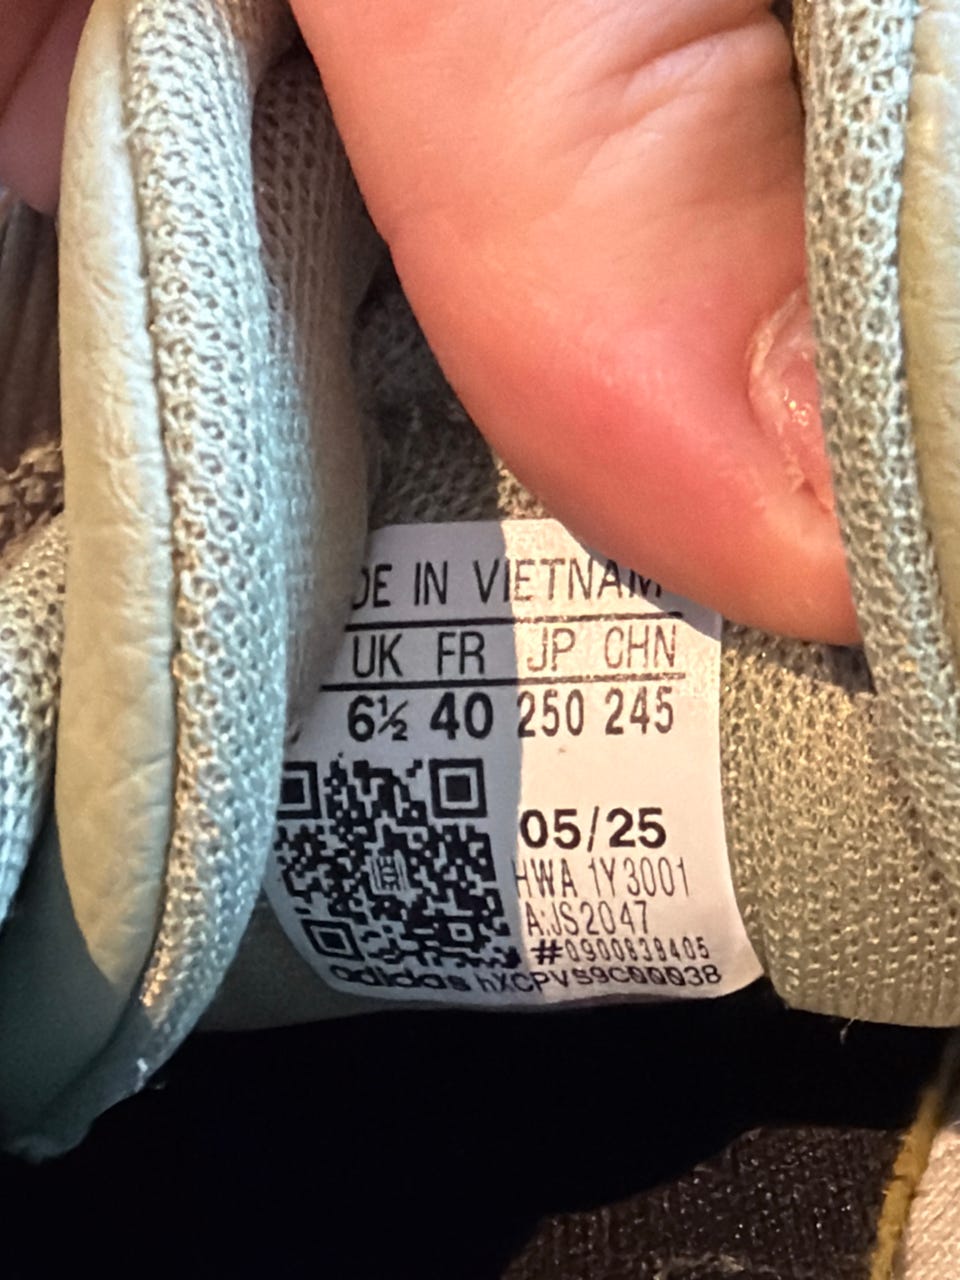 DE IN VIETNAM
UK FR JP CHN
6½ 40 250 245
05/25
HWA 1Y3001
A:JS2047
#0900838405
adidas hXCPVS9C00038